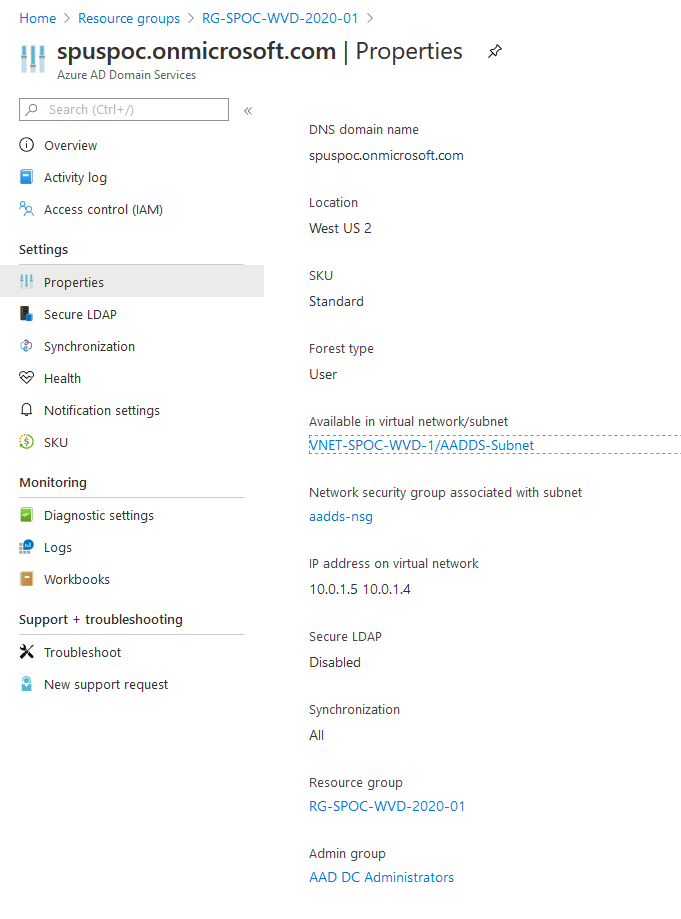 Home > Resource groups > RG-SPOC-WVD-2020-01 >
spuspoc.onmicrosoft.com | Properties
Azure AD Domain Services
Search (Ctrl+/)
«
Overview
Activity log
Access control (IAM)
Settings
Properties
Secure LDAP
Synchronization
Health
Notification settings
SKU
Monitoring
Diagnostic settings
Logs
Workbooks
Support + troubleshooting
Troubleshoot
New support request
DNS domain name
spuspoc.onmicrosoft.com
Location
West US 2
SKU
Standard
Forest type
User
Available in virtual network/subnet
VNET-SPOC-WVD-1/AADDS-Subnet
Network security group associated with subnet
aadds-nsg
IP address on virtual network
10.0.1.5 10.0.1.4
Secure LDAP
Disabled
Synchronization
All
Resource group
RG-SPOC-WVD-2020-01
Admin group
AAD DC Administrators